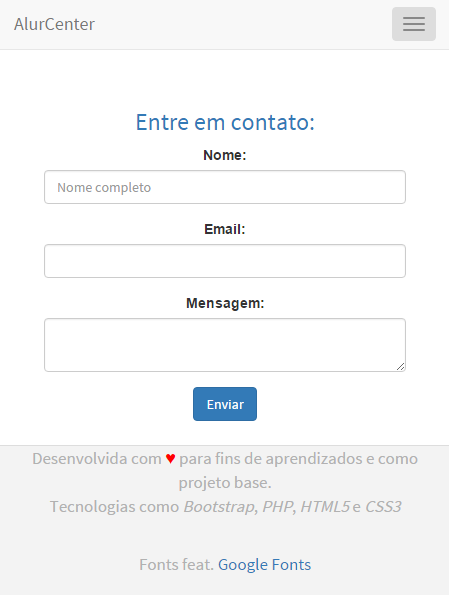 AlurCenter
Entre em contato:
Nome:
Nome completo
Email:
Mensagem:
Enviar
Desenvolvida com ♥ para fins de aprendizados e como
projeto base.
Tecnologias como Bootstrap, PHP, HTML5 e CSS3
Fonts feat. Google Fonts